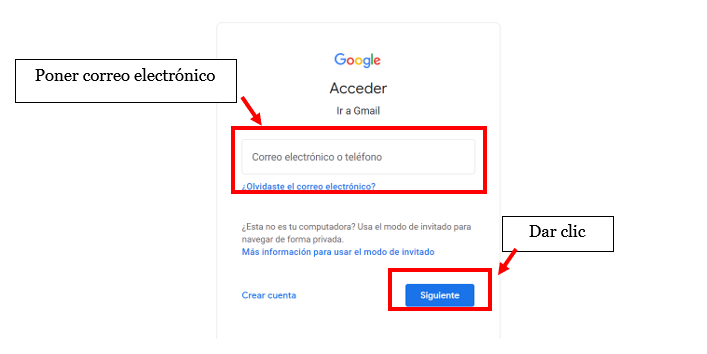 Google
Poner correo electrónico
Acceder
Ir a Gmail
Correo electrónico o teléfono
¿Olvidaste el correo electrónico?
¿Esta no es tu computadora? Usa el modo de invitado para
navegar de forma privada.
Más información para usar el modo de invitado
Dar clic
Crear cuenta
Siguiente